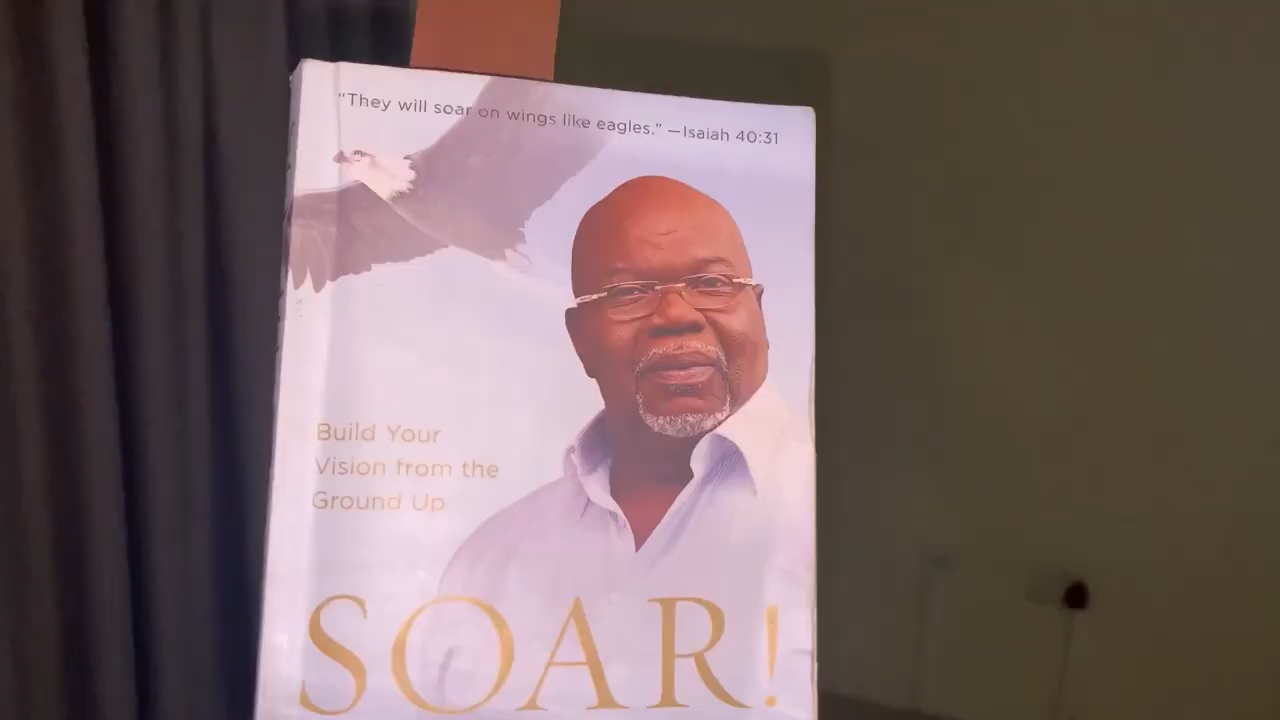 “They will soar on wings like eagles.” —Isaiah 40:31
Build Your
Vision from the
Ground Up
SOAR!